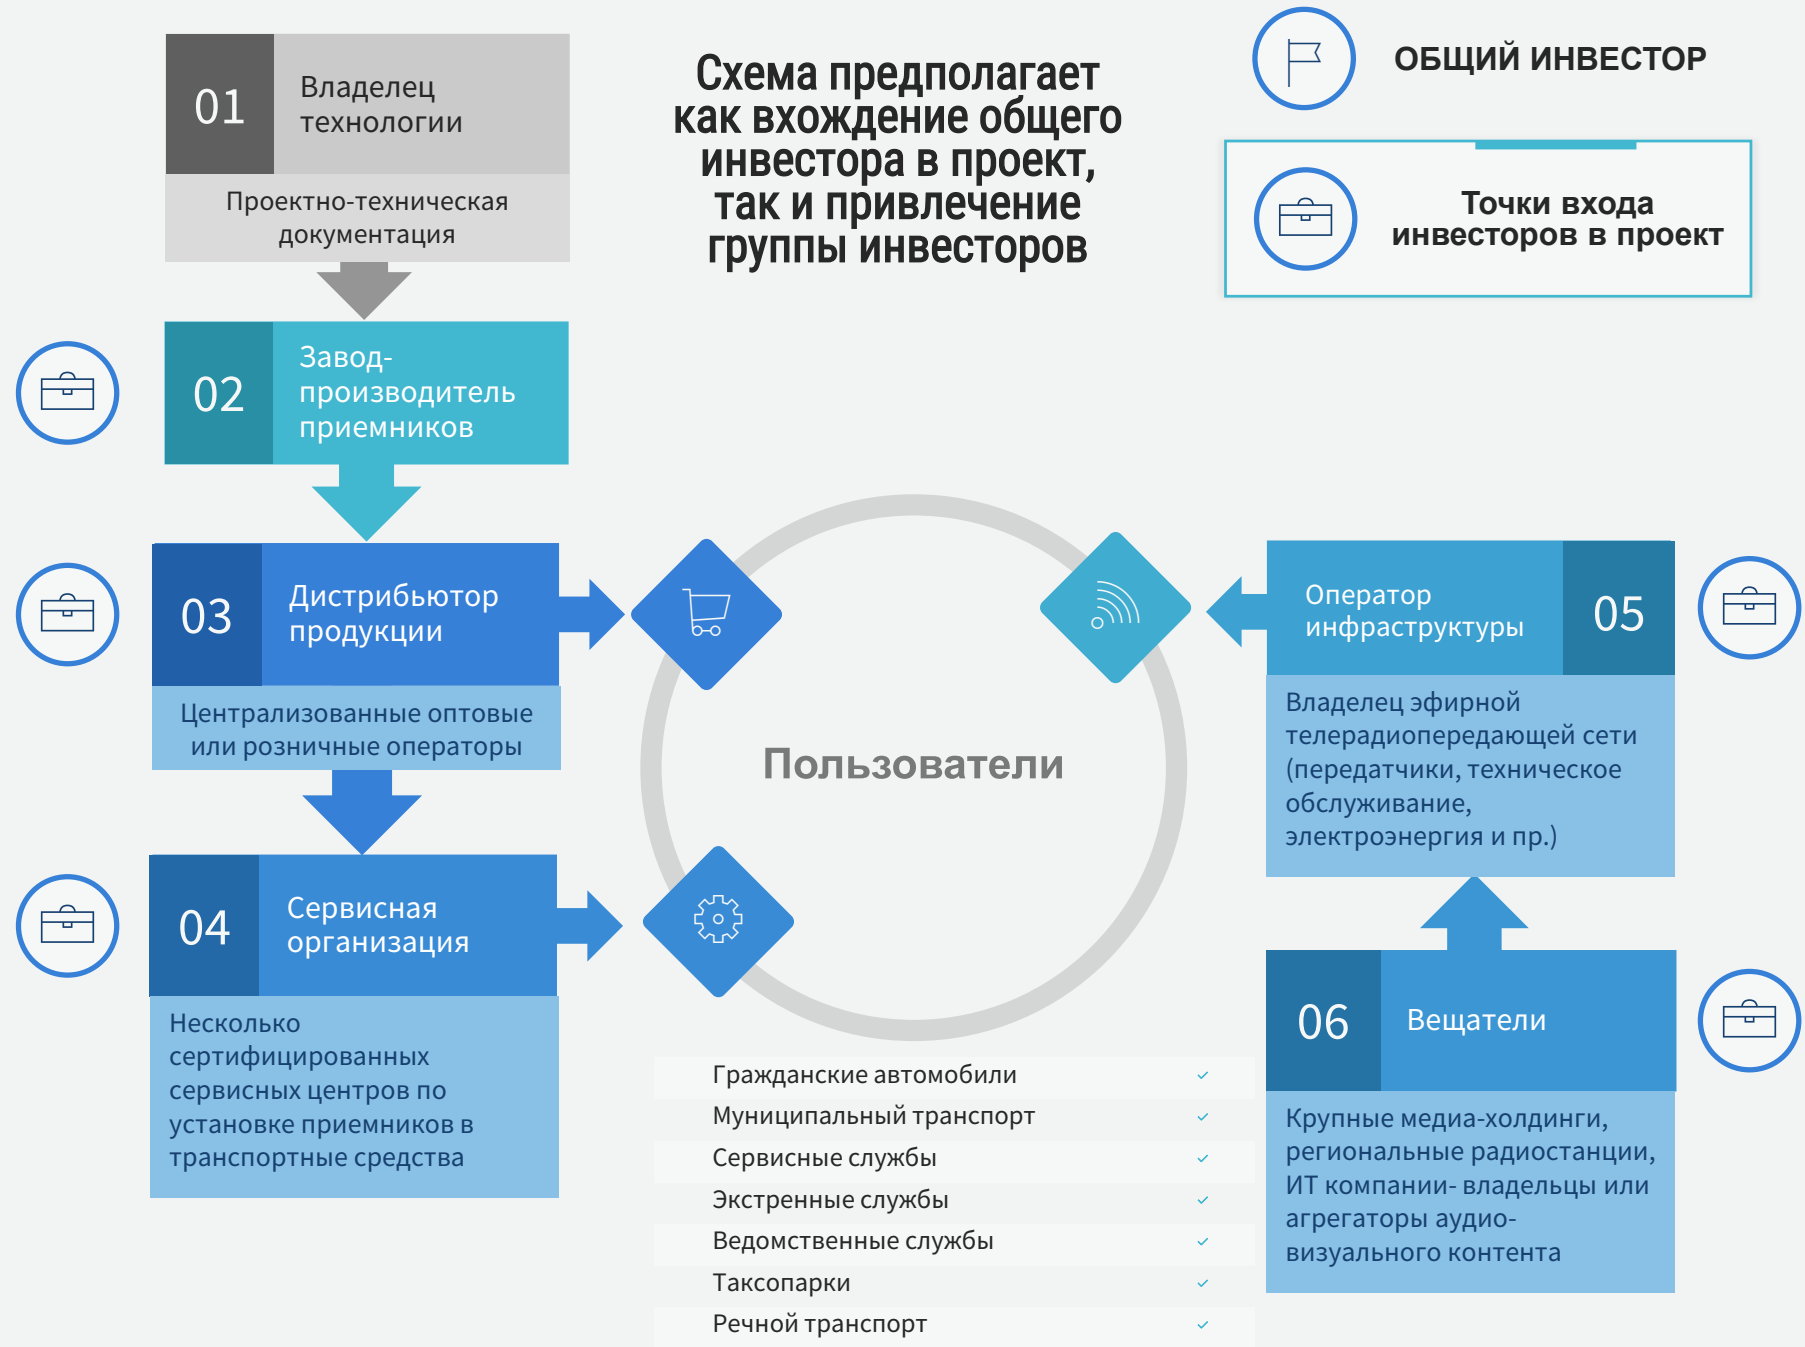 01
Владелец
технологии
Проектно-техническая
документация
Схема предполагает
как вхождение общего
инвестора в проект,
так и привлечение
группы инвесторов
ОБЩИЙ ИНВЕСТОР
Точки входа
инвесторов в проект
02
Завод-
производитель
приемников
03
Дистрибьютор
продукции
Централизованные оптовые
или розничные операторы
04
Сервисная
организация
Несколько
сертифицированных
сервисных центров по
установке приемников в
транспортные средства
Пользователи
Оператор
инфраструктуры
05
Владелец эфирной
телерадиопередающей сети
(передатчики, техническое
обслуживание,
электроэнергия и пр.)
06
Вещатели
Крупные медиа-холдинги,
региональные радиостанции,
ИТ компании- владельцы или
агрегаторы аудио-
визуального контента
Гражданские автомобили
Муниципальный транспорт
Сервисные службы
Экстренные службы
Ведомственные службы
Таксопарки
Речной транспорт